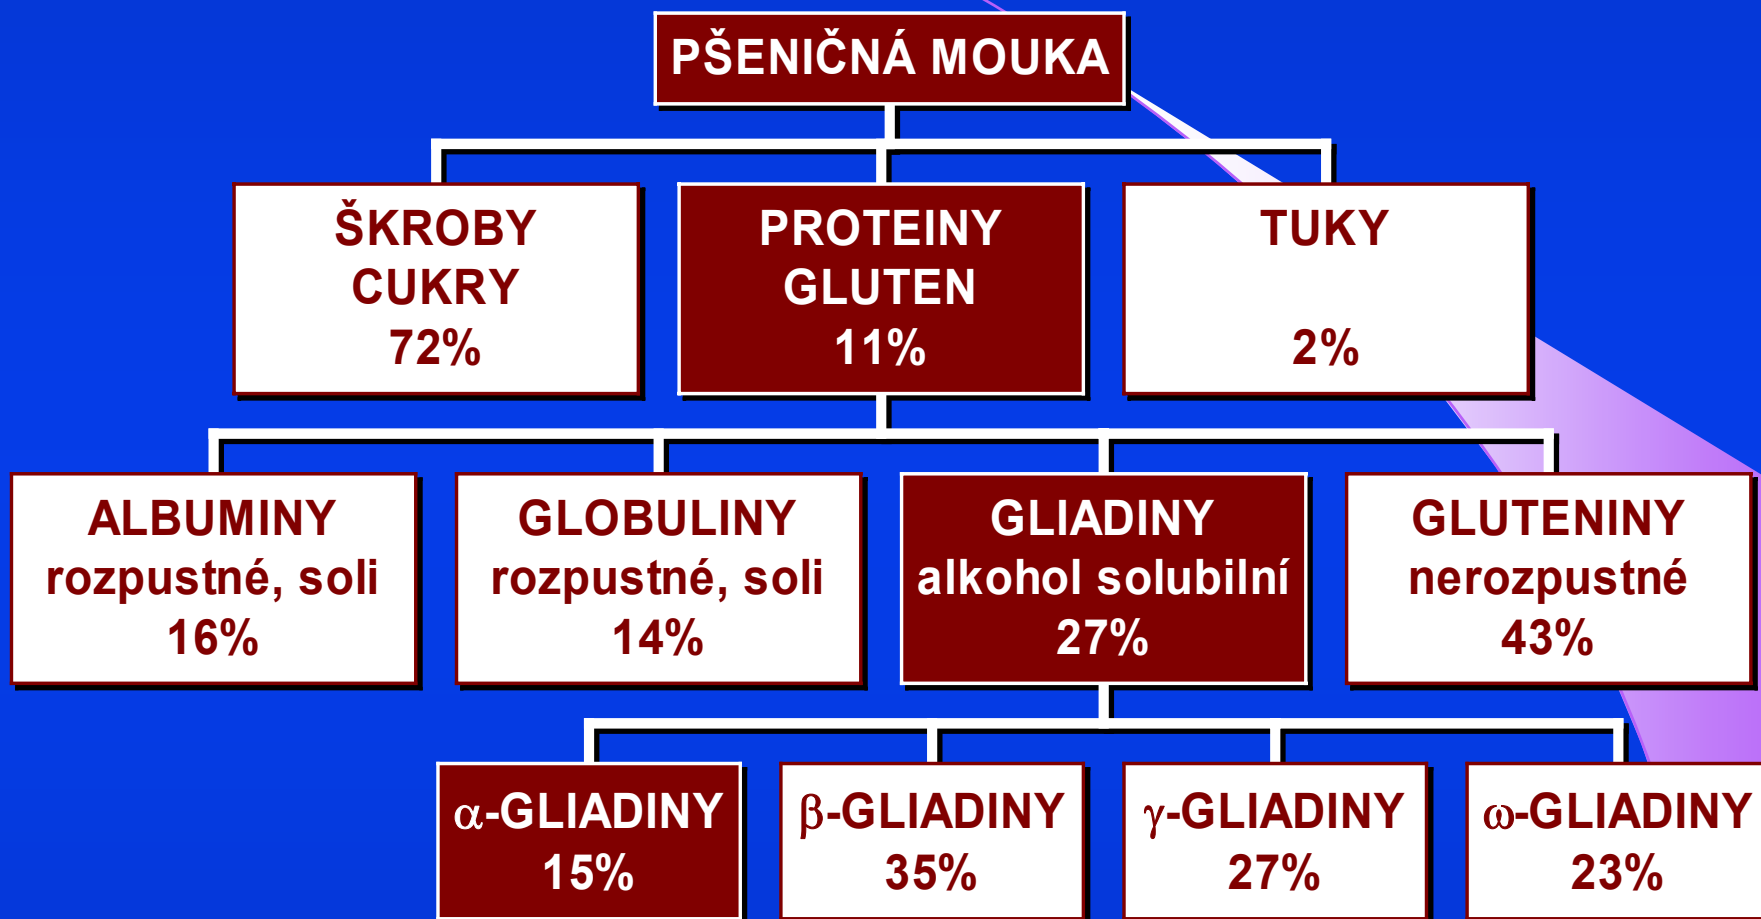 PŠENIČNÁ MOUKA
ŠKROBY
CUKRY
72%
PROTEINY
GLUTEN
11%
TUKY
2%
ALBUMINY
rozpustné, soli
16%
GLOBULINY
rozpustné, soli
14%
GLIADINY
alkohol solubilní
27%
GLUTENINY
nerozpustné
43%
α-GLIADINY
15%
β-GLIADINY
35%
γ-GLIADINY
27%
ω-GLIADINY
23%